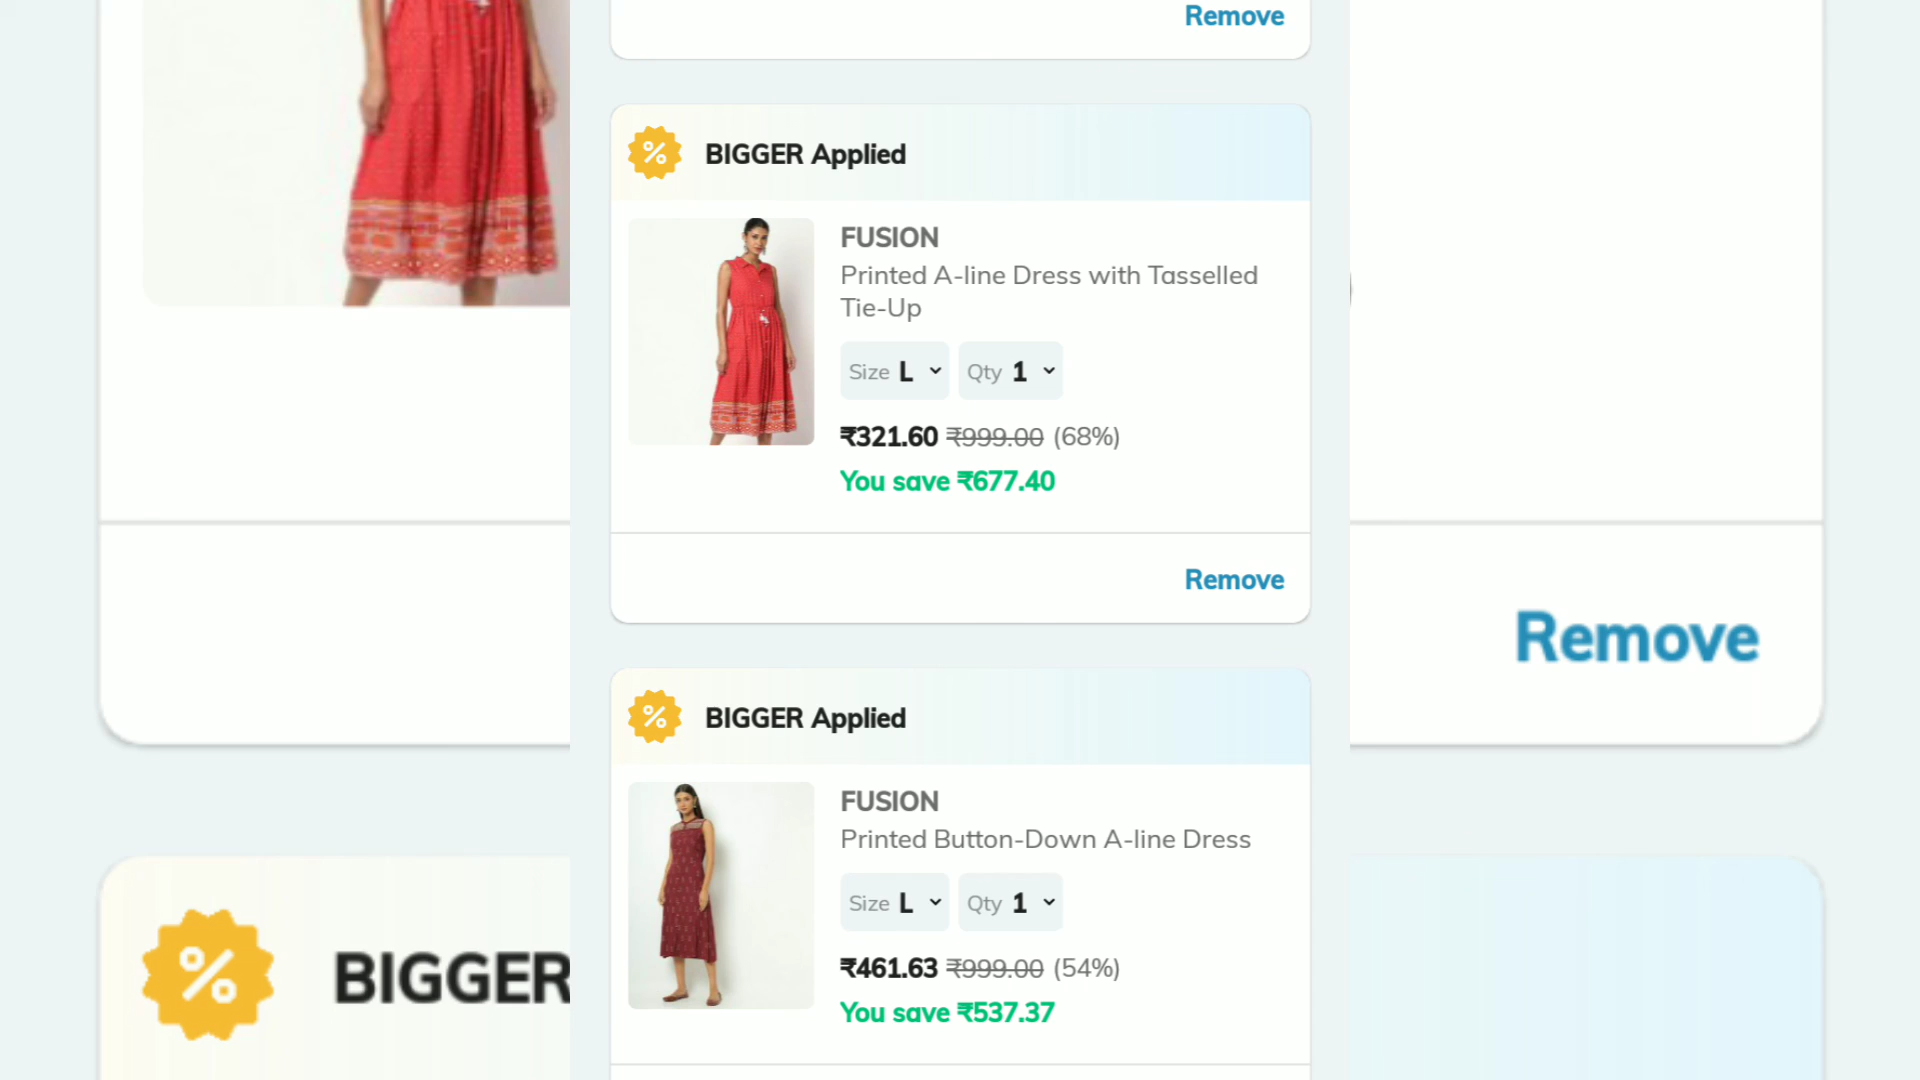 Remove
BIGGER Applied
FUSION
Printed A-line Dress with Tasselled
Tie-Up
Size L Qty 1
₹321.60 ₹999.00 (68%)
You save ₹677.40
Remove
BIGGER Applied
FUSION
Printed Button-Down A-line Dress
Size L Qty 1
₹461.63 ₹999.00 (54%)
You save ₹537.37
Remove
BIGGER